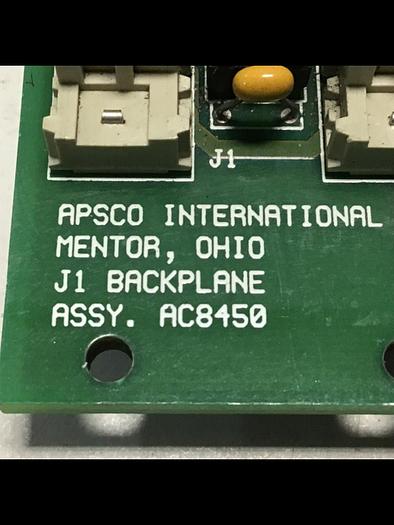 J1
APSCO INTERNATIONAL
MENTOR, OHIO
J1 BACKPLANE
ASSY. AC8450